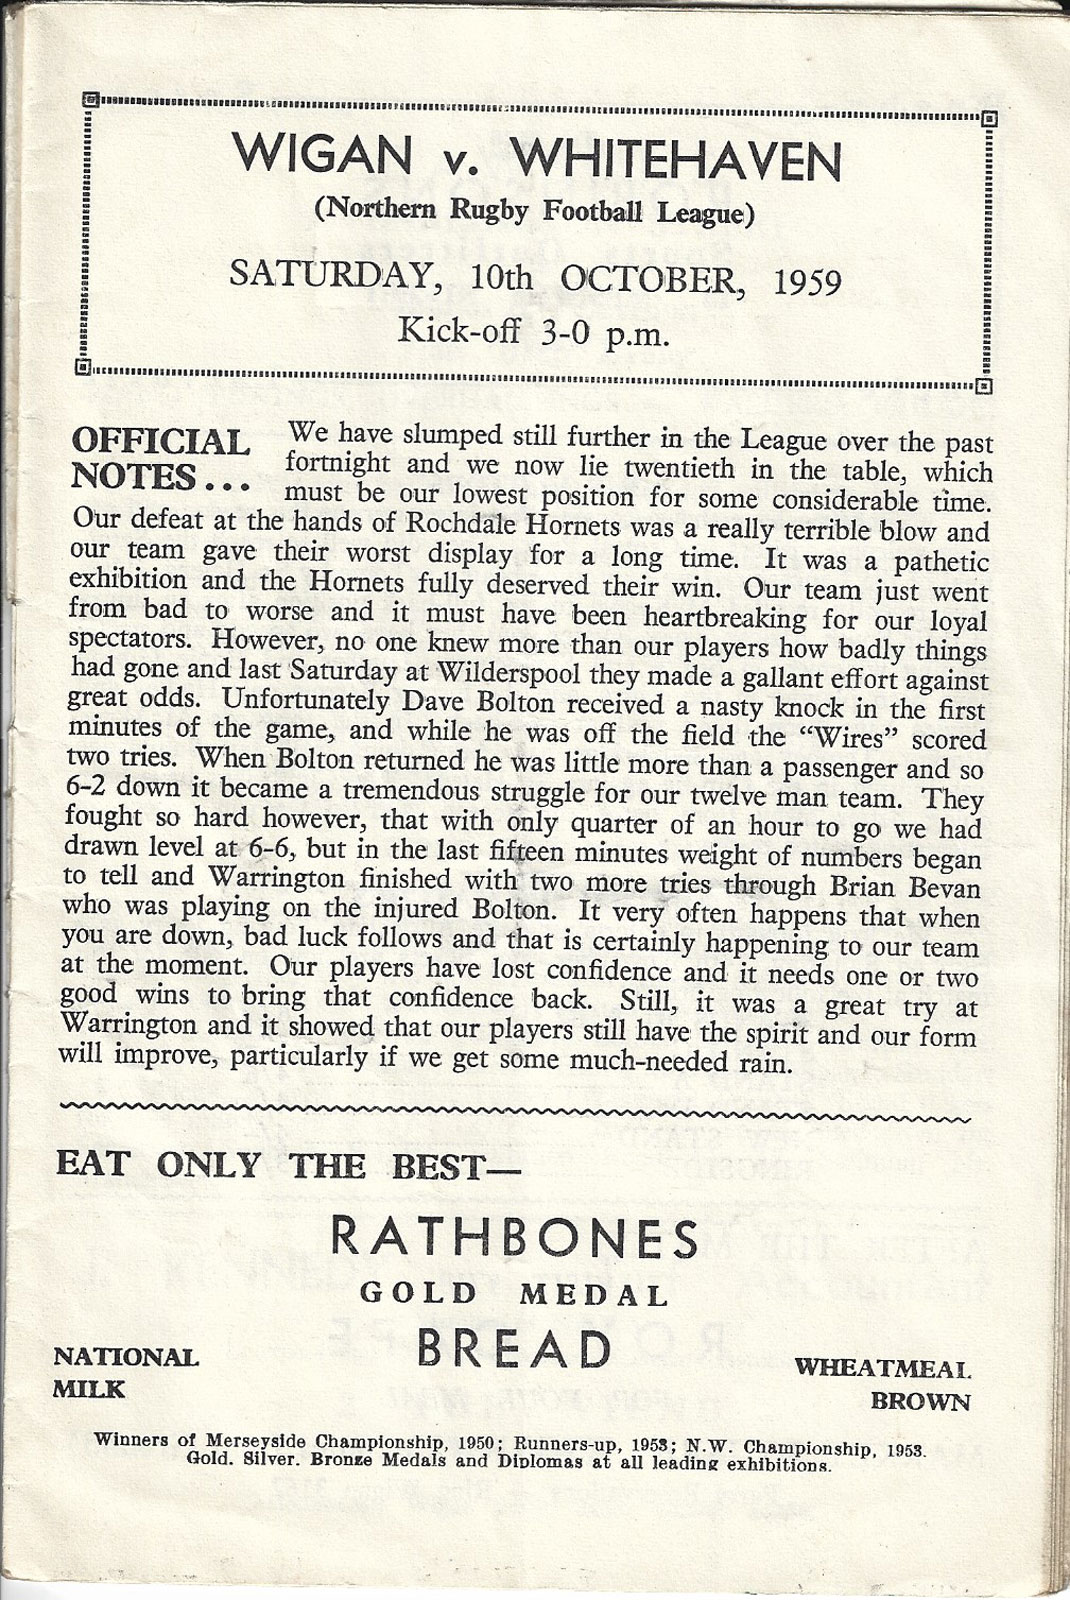 WIGAN v. WHITEHAVEN
(Northern Rugby Football League)
SATURDAY, 10th OCTOBER, 1959
Kick-off 3-0 p.m.
OFFICIAL NOTES...
We have slumped still further in the League over the past
fortnight and we now lie twentieth in the table, which
must be our lowest position for some considerable time.
Our defeat at the hands of Rochdale Hornets was a really terrible blow and
our team gave their worst display for a long time. It was a pathetic
exhibition and the Hornets fully deserved their win. Our team just went
from bad to worse and it must have been heartbreaking for our loyal
spectators. However, no one knew more than our players how badly things
had gone and last Saturday at Wilderspool they made a gallant effort against
great odds. Unfortunately Dave Bolton received a nasty knock in the first
minutes of the game, and while he was off the field the "Wires" scored
two tries. When Bolton returned he was little more than a passenger and so
6-2 down it became a tremendous struggle for our twelve man team. They
fought so hard however, that with only quarter of an hour to go we had
drawn level at 6-6, but in the last fifteen minutes weight of numbers began
to tell and Warrington finished with two more tries through Brian Bevan
who was playing on the injured Bolton. It very often happens that when
you are down, bad luck follows and that is certainly happening to our team
at the moment. Our players have lost confidence and it needs one or two
good wins to bring that confidence back. Still, it was a great try at
Warrington and it showed that our players still have the spirit and our form
will improve, particularly if we get some much-needed rain.
EAT ONLY THE BEST—
RATHBONES
GOLD MEDAL
BREAD
NATIONAL
MILK
WHEATMEAL
BROWN
Winners of Merseyside Championship, 1950; Runners-up, 1953; N.W. Championship, 1953.
Gold. Silver. Bronze Medals and Diplomas at all leading exhibitions.